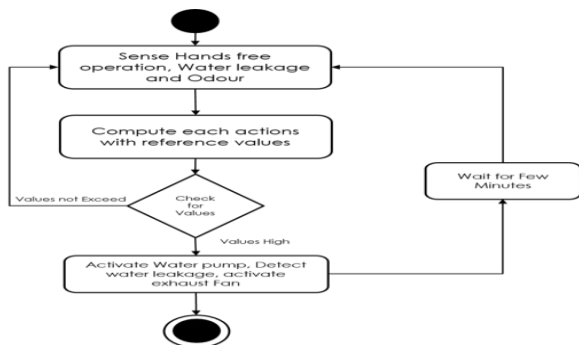 Sense Hands free
operation, Water leakage
and Odour
Compute each actions
with reference values
Wait for Few
Minutes
Check
for
Values
Values not Exceed
Values High
Activate Water pump, Detect
water leakage, activate
exhaust Fan